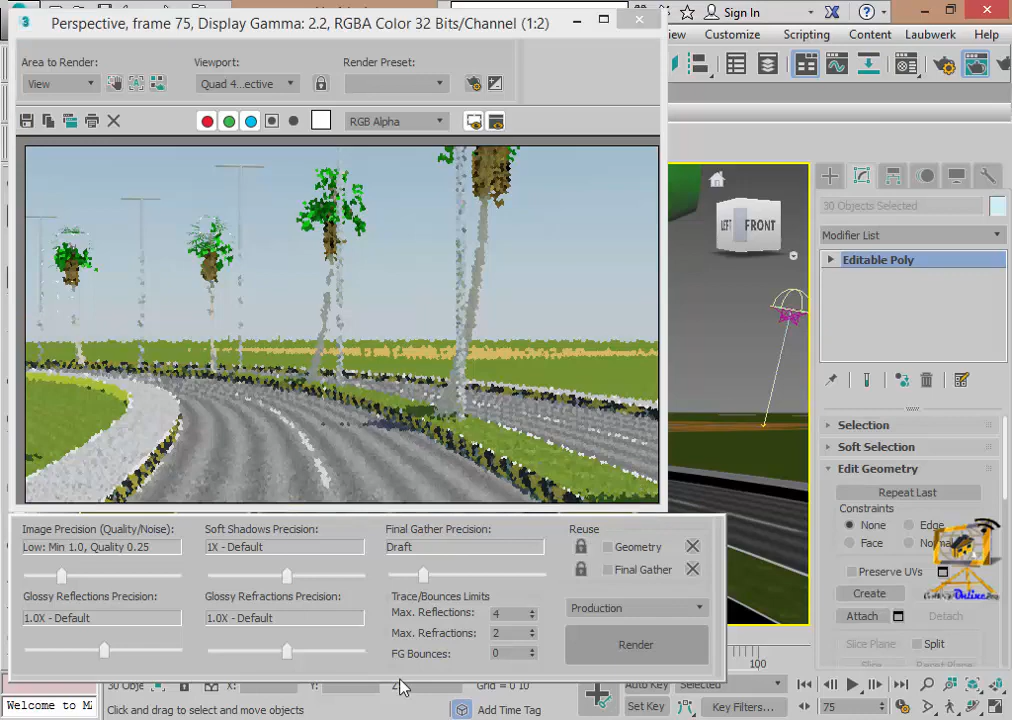 Perspective, frame 75, Display Gamma: 2.2, RGBA Color 32 Bits/Channel (1:2)
Sign In
Area to Render:
Viewport:
Render Preset:
View
Quad 4...ective
RGB Alpha
Customize
Scripting
Content
Laubwerk
Help
LEFT
FRONT
30 Objects Selected
Modifier List
Editable Poly
Selection
Soft Selection
Edit Geometry
Repeat Last
Constraints
None
Edge
Face
Preserve UVs
Create
Attach
Detach
Slice Plane
Split
Image Precision (Quality/Noise):
Soft Shadows Precision:
Final Gather Precision:
Reuse
Low: Min 1.0, Quality 0.25
1X - Default
Draft
Geometry
Final Gather
Glossy Reflections Precision:
Glossy Refractions Precision:
Trace/Bounces Limits
1.0X - Default
1.0X - Default
Max. Reflections:
4
Max. Refractions:
2
FG Bounces:
0
Production
Render
100
X:
Y:
Grid = 0'10
Auto Key
Selected
Welcome to M
Click and drag to select and move objects
Add Time Tag
Set Key
Key Filters...
75